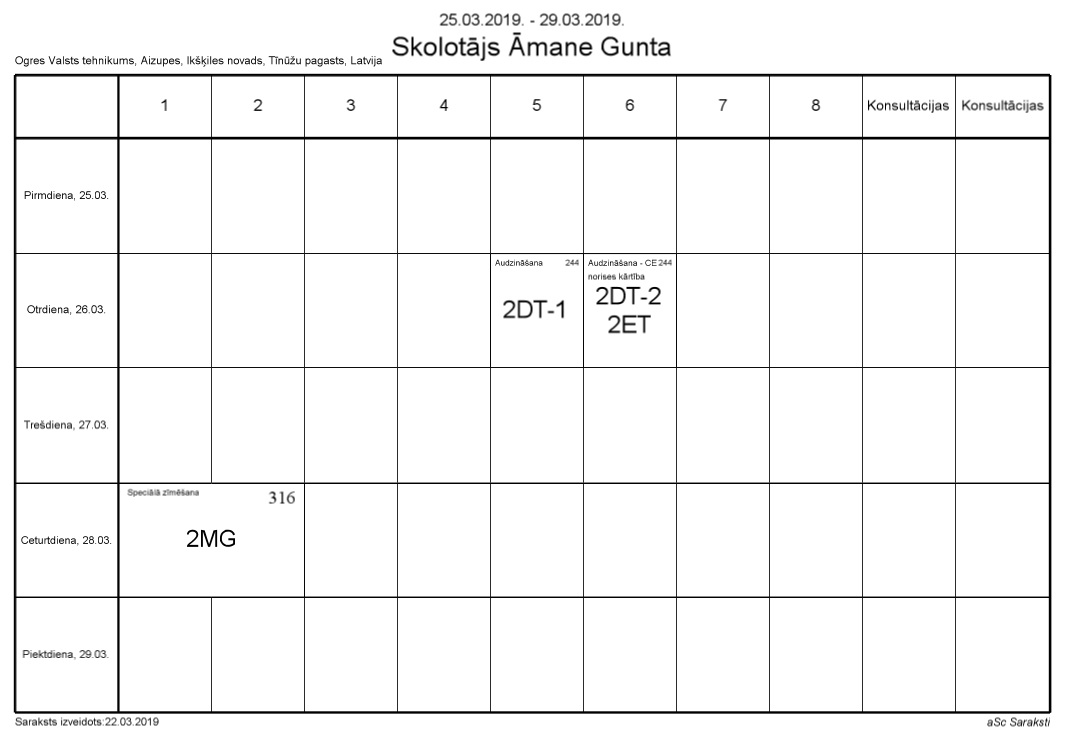 25.03.2019. - 29.03.2019.
Skolotājs Āmane Gunta
Ogres Valsts tehnikums, Aizupes, Ikšķiles novads, Tīnūžu pagasts, Latvija
1 2 3 4 5 6 7 8 Konsultācijas Konsultācijas
Pirmdiena, 25.03.
Otrdiena, 26.03.
Audzināšana 244
2DT-1
Audzināšana - CE 244
norises kārtība
2DT-2
2ET
Trešdiena, 27.03.
Ceturtdiena, 28.03.
Speciālā zīmēšana 316
2MG
Piektdiena, 29.03.
Saraksts izveidots:22.03.2019
aSc Saraksti